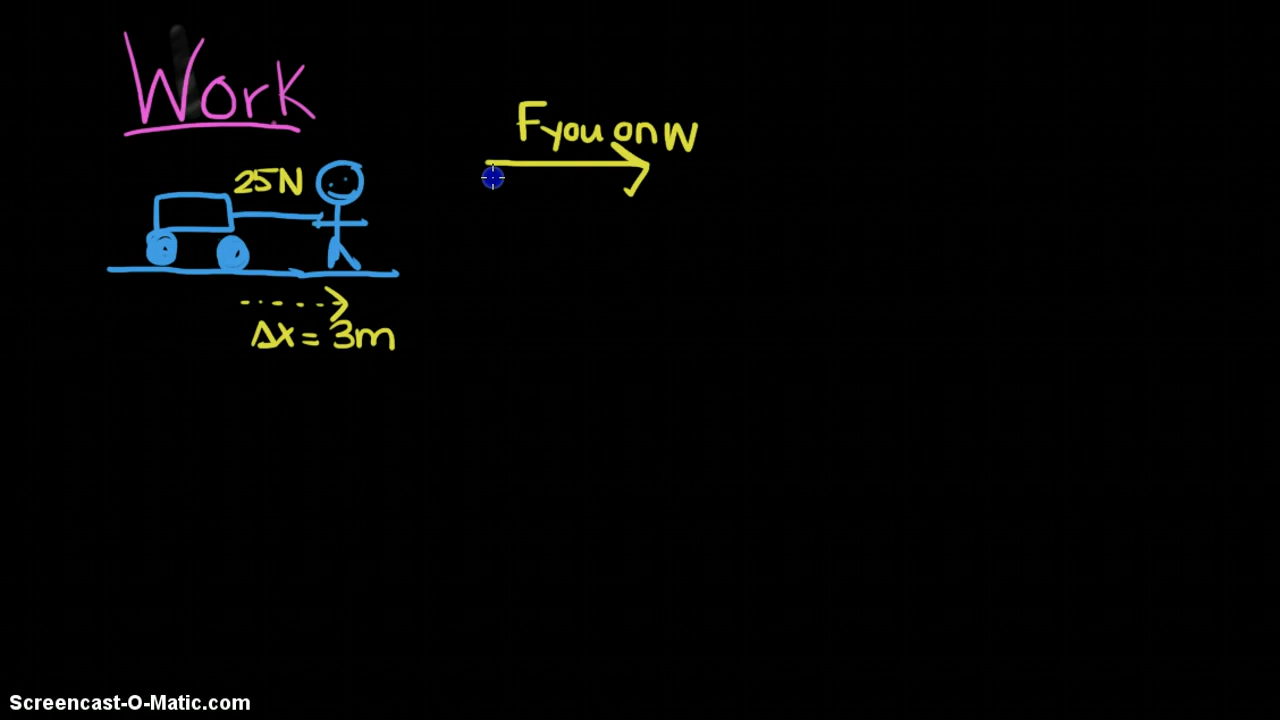 Work
Fyou on W
25N
Δx = 3m
Screencast-O-Matic.com